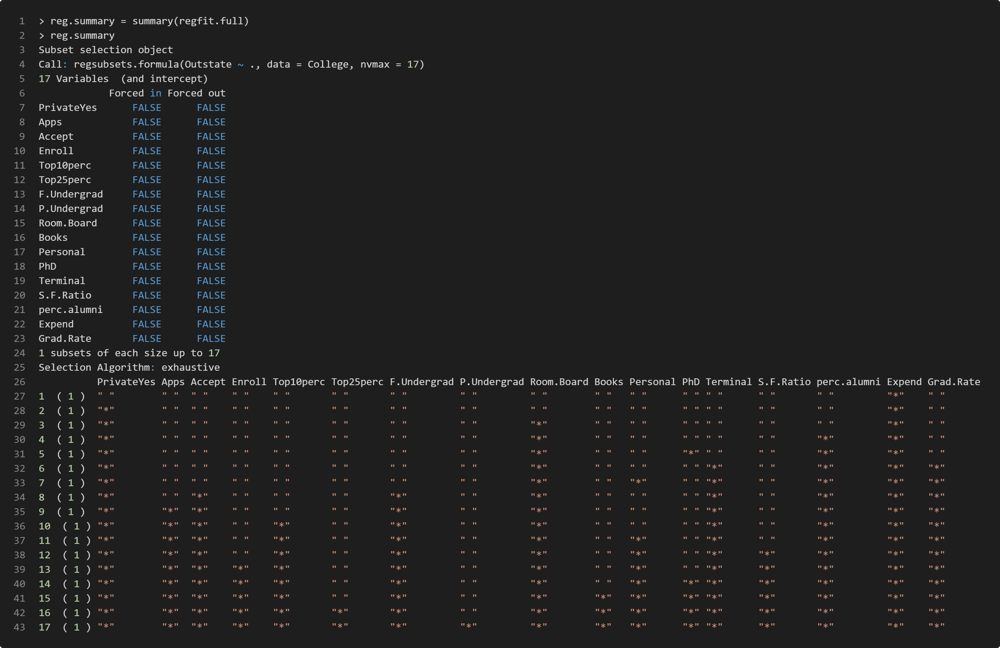 1 > reg.summary = summary(regfit.full)
2 > reg.summary
3 Subset selection object
4 Call: regsubsets.formula(Outstate ~ ., data = College, nvmax = 17)
5 17 Variables  (and intercept)
6             Forced in Forced out
7 PrivateYes      FALSE      FALSE
8 Apps            FALSE      FALSE
9 Accept          FALSE      FALSE
10 Enroll          FALSE      FALSE
11 Top10perc       FALSE      FALSE
12 Top25perc       FALSE      FALSE
13 F.Undergrad     FALSE      FALSE
14 P.Undergrad     FALSE      FALSE
15 Room.Board      FALSE      FALSE
16 Books           FALSE      FALSE
17 Personal        FALSE      FALSE
18 PhD             FALSE      FALSE
19 Terminal        FALSE      FALSE
20 S.F.Ratio       FALSE      FALSE
21 perc.alumni     FALSE      FALSE
22 Expend          FALSE      FALSE
23 Grad.Rate       FALSE      FALSE
24 1 subsets of each size up to 17
25 Selection Algorithm: exhaustive
26           PrivateYes Apps Accept Enroll Top10perc Top25perc F.Undergrad P.Undergrad Room.Board Books Personal PhD Terminal S.F.Ratio perc.alumni Expend Grad.Rate
27 1  ( 1 )  " "        " "  " "    " "    " "       " "       " "         " "         " "        " "   " "      " " " "      " "       " "         "*"    " "
28 2  ( 1 )  "*"        " "  " "    " "    " "       " "       " "         " "         " "        " "   " "      " " " "      " "       " "         "*"    " "
29 3  ( 1 )  "*"        " "  " "    " "    " "       " "       " "         " "         "*"        " "   " "      " " " "      " "       " "         "*"    " "
30 4  ( 1 )  "*"        " "  " "    " "    " "       " "       " "         " "         "*"        " "   " "      " " " "      " "       "*"         "*"    " "
31 5  ( 1 )  "*"        " "  " "    " "    " "       " "       " "         " "         "*"        " "   " "      "*" " "      " "       "*"         "*"    " "
32 6  ( 1 )  "*"        " "  " "    " "    " "       " "       " "         " "         "*"        " "   " "      " " "*"      " "       "*"         "*"    "*"
33 7  ( 1 )  "*"        " "  " "    " "    " "       " "       " "         " "         "*"        " "   "*"      " " "*"      " "       "*"         "*"    "*"
34 8  ( 1 )  "*"        " "  "*"    " "    " "       " "       "*"         " "         "*"        " "   " "      " " "*"      " "       "*"         "*"    "*"
35 9  ( 1 )  "*"        "*"  "*"    " "    " "       " "       "*"         " "         "*"        " "   " "      " " "*"      " "       "*"         "*"    "*"
36 10  ( 1 ) "*"        "*"  "*"    " "    "*"       " "       "*"         " "         "*"        " "   " "      " " "*"      " "       "*"         "*"    "*"
37 11  ( 1 ) "*"        "*"  "*"    " "    "*"       " "       "*"         " "         "*"        " "   "*"      " " "*"      " "       "*"         "*"    "*"
38 12  ( 1 ) "*"        "*"  "*"    " "    "*"       " "       "*"         " "         "*"        " "   "*"      " " "*"      "*"       "*"         "*"    "*"
39 13  ( 1 ) "*"        "*"  "*"    "*"    "*"       " "       "*"         " "         "*"        " "   "*"      " " "*"      "*"       "*"         "*"    "*"
40 14  ( 1 ) "*"        "*"  "*"    "*"    "*"       " "       "*"         " "         "*"        " "   "*"      "*" "*"      "*"       "*"         "*"    "*"
41 15  ( 1 ) "*"        "*"  "*"    "*"    "*"       " "       "*"         " "         "*"        "*"   "*"      "*" "*"      "*"       "*"         "*"    "*"
42 16  ( 1 ) "*"        "*"  "*"    "*"    "*"       "*"       "*"         " "         "*"        "*"   "*"      "*" "*"      "*"       "*"         "*"    "*"
43 17  ( 1 ) "*"        "*"  "*"    "*"    "*"       "*"       "*"         "*"         "*"        "*"   "*"      "*" "*"      "*"       "*"         "*"    "*"